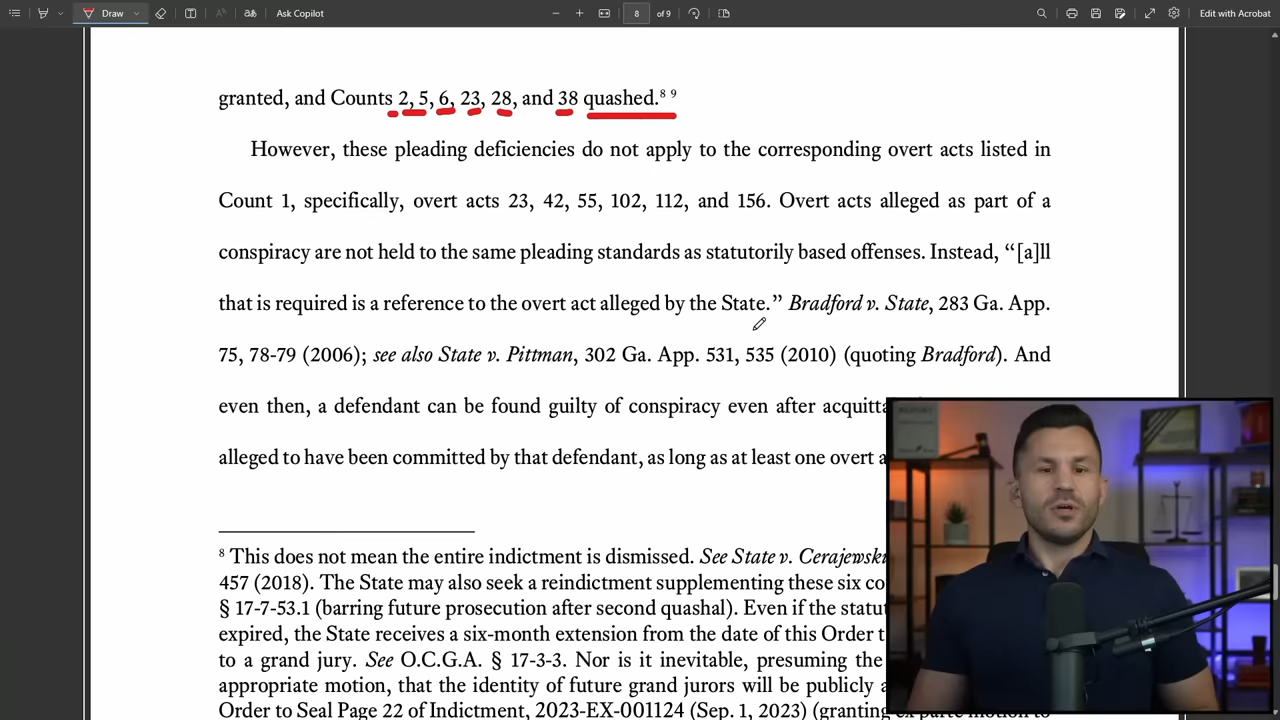 Draw
Ask Copilot
8 of 9
Edit with Acrobat
granted, and Counts 2, 5, 6, 23, 28, and 38 quashed.⁸ ⁹
However, these pleading deficiencies do not apply to the corresponding overt acts listed in
Count 1, specifically, overt acts 23, 42, 55, 102, 112, and 156. Overt acts alleged as part of a
conspiracy are not held to the same pleading standards as statutorily based offenses. Instead, “[a]ll
that is required is a reference to the overt act alleged by the State.” Bradford v. State, 283 Ga. App.
75, 78-79 (2006); see also State v. Pittman, 302 Ga. App. 531, 535 (2010) (quoting Bradford). And
even then, a defendant can be found guilty of conspiracy even after acquitta
alleged to have been committed by that defendant, as long as at least one overt a
⁸ This does not mean the entire indictment is dismissed. See State v. Cerajewsk
457 (2018). The State may also seek a reindictment supplementing these six co
§ 17-7-53.1 (barring future prosecution after second quashal). Even if the statut
expired, the State receives a six-month extension from the date of this Order t
to a grand jury. See O.C.G.A. § 17-3-3. Nor is it inevitable, presuming the
appropriate motion, that the identity of future grand jurors will be publicly a
Order to Seal Page 22 of Indictment, 2023-EX-001124 (Sep. 1, 2023) (granting ex parte motion to